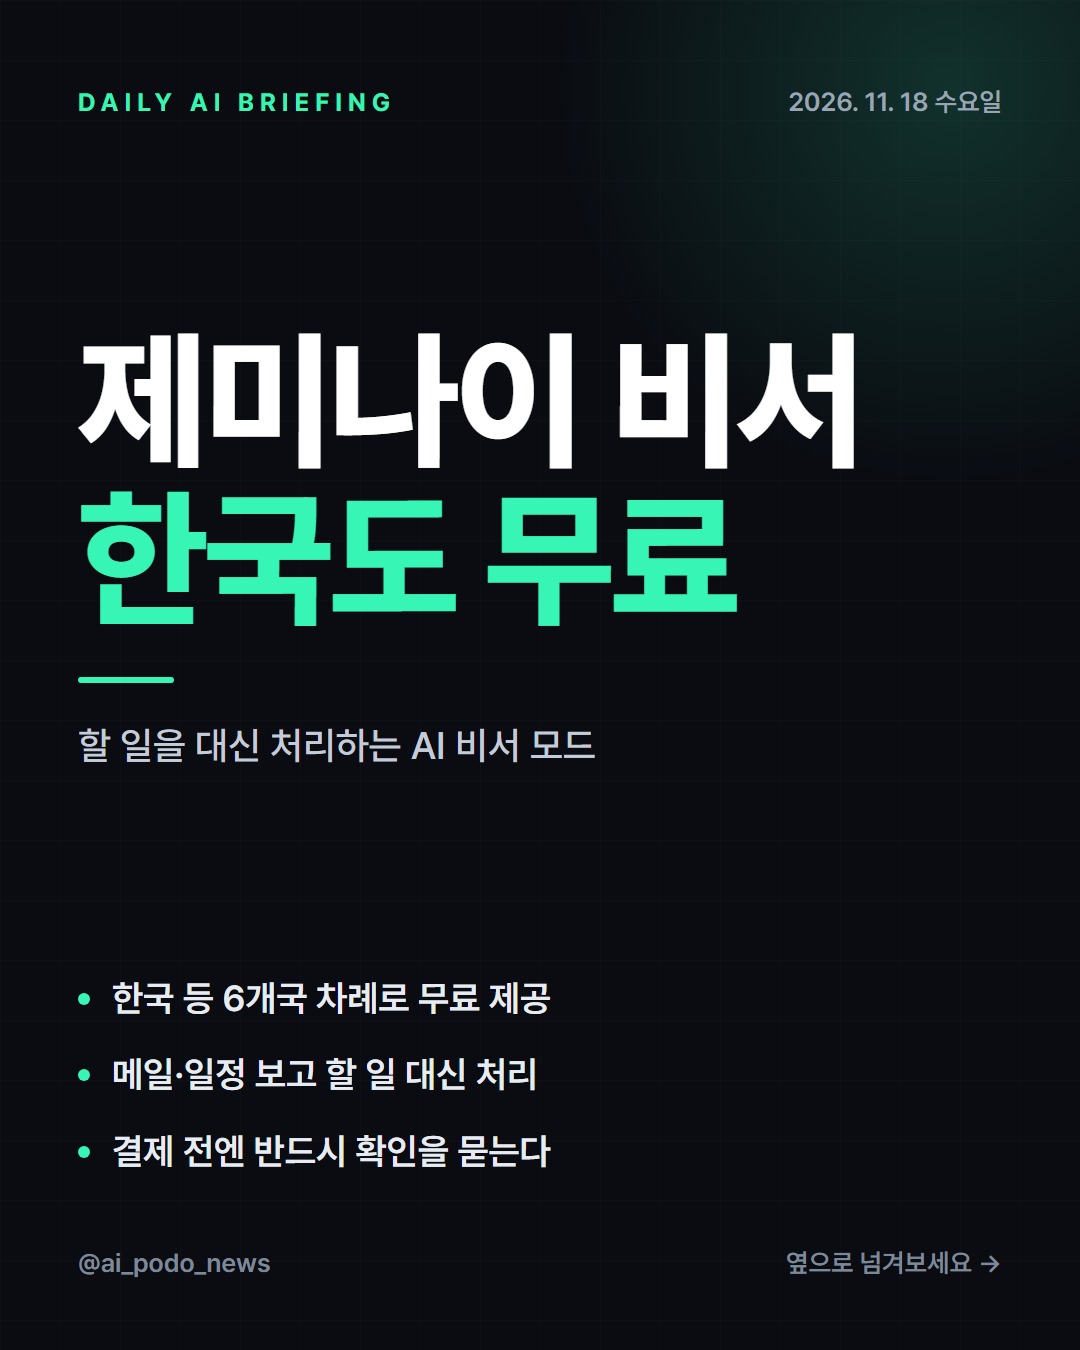 DAILY AI BRIEFING
2026. 11. 18 수요일
제미나이 비서
한국도 무료
할 일을 대신 처리하는 AI 비서 모드
• 한국 등 6개국 차례로 무료 제공
• 메일·일정 보고 할 일 대신 처리
• 결제 전엔 반드시 확인을 묻는다
@ai_podo_news
옆으로 넘겨보세요 →